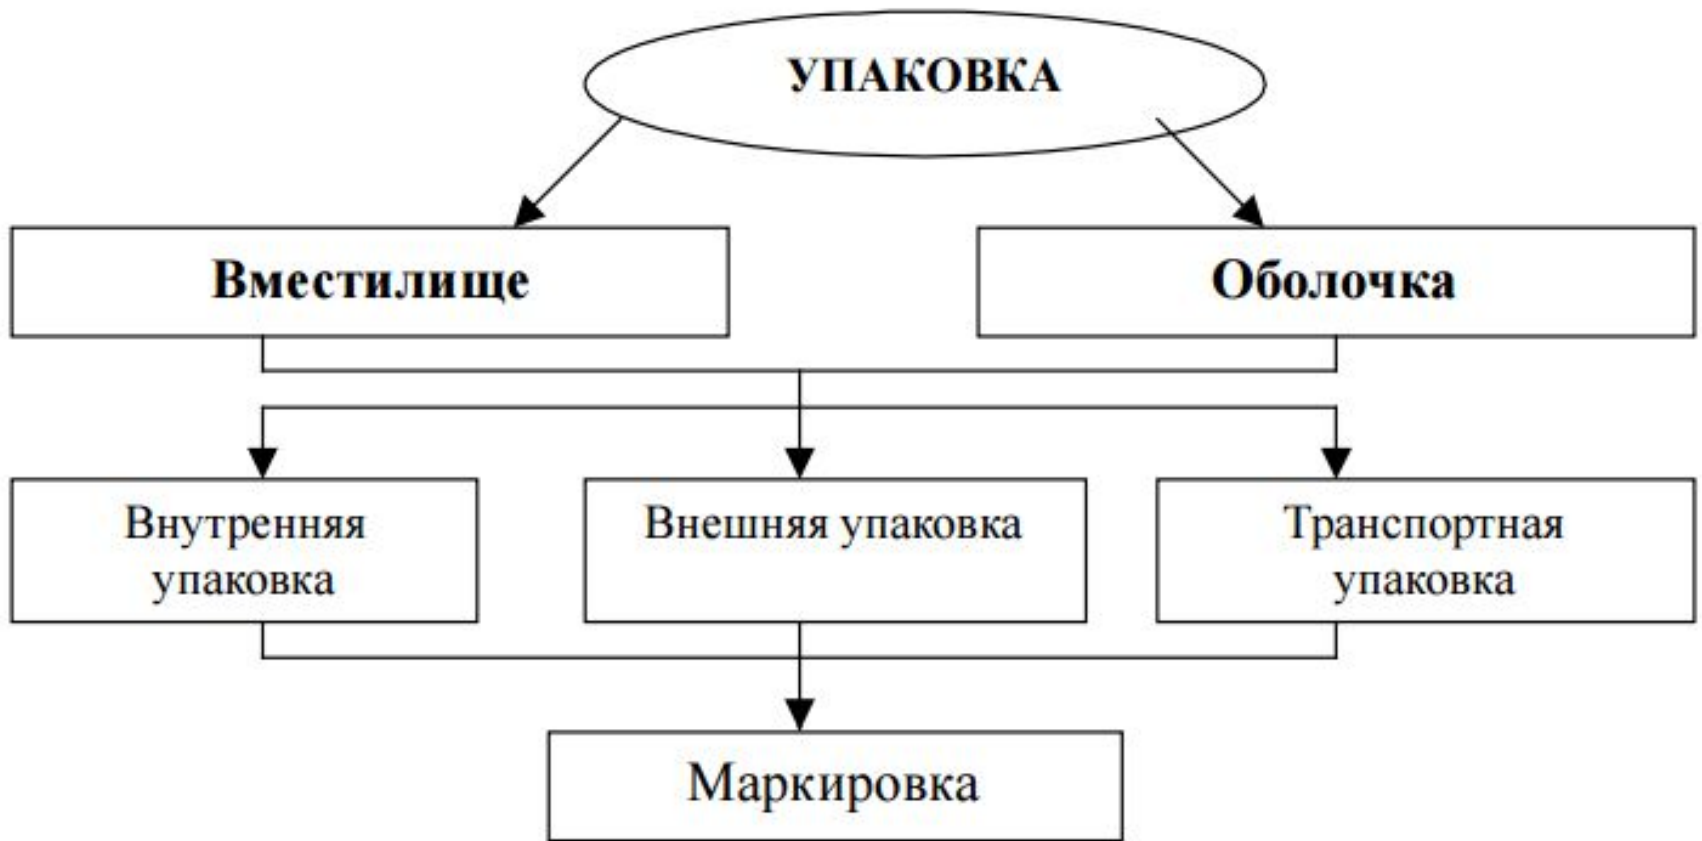 УПАКОВКА
Вместилище
Оболочка
Внутренняя
упаковка
Внешняя упаковка
Транспортная
упаковка
Маркировка